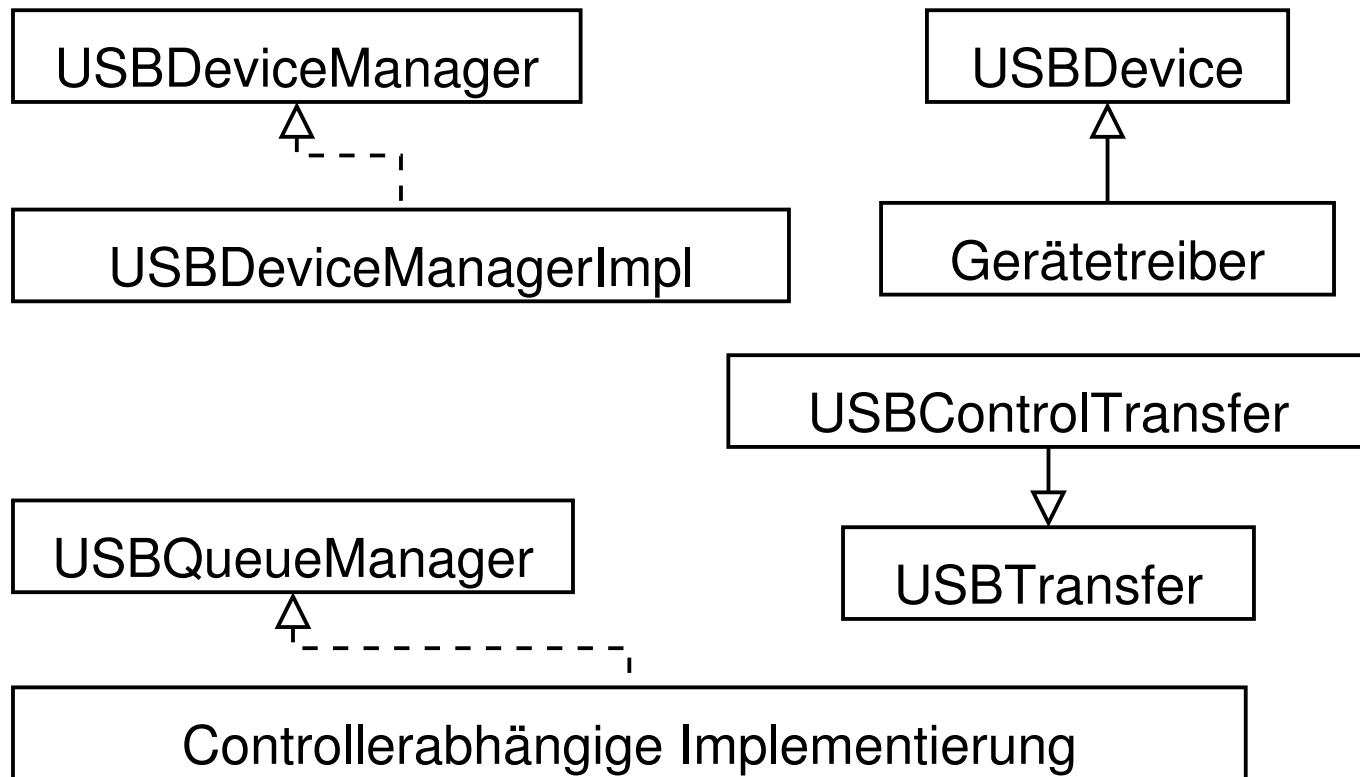 USBDeviceManager
USBDevice
USBDeviceManagerImpl
Gerätetreiber
USBControlTransfer
USBQueueManager
USBTransfer
Controllerabhängige Implementierung